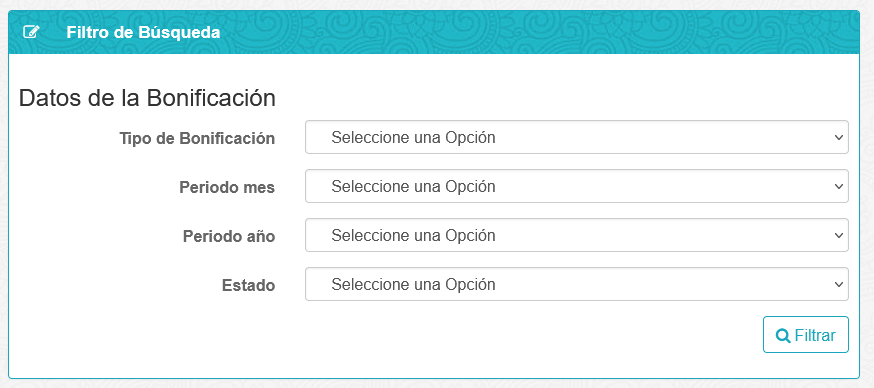 Filtro de Búsqueda
Datos de la Bonificación
Tipo de Bonificación Seleccione una Opción
Periodo mes Seleccione una Opción
Periodo año Seleccione una Opción
Estado Seleccione una Opción
Filtrar